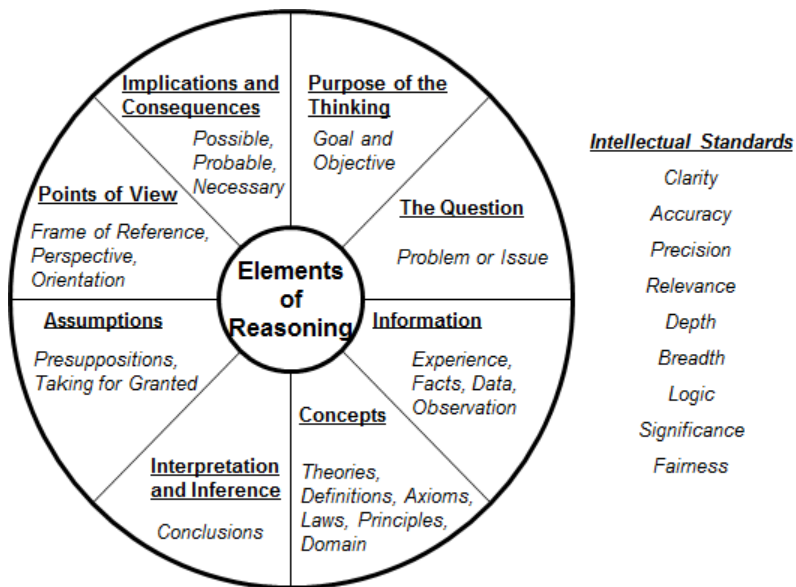 Implications and
Consequences
Possible,
Probable,
Necessary
Purpose of the
Thinking
Goal and
Objective
The Question
Problem or Issue
Information
Experience,
Facts, Data,
Observation
Concepts
Theories,
Definitions, Axioms,
Laws, Principles,
Domain
Interpretation
and Inference
Conclusions
Assumptions
Presuppositions,
Taking for Granted
Points of View
Frame of Reference,
Perspective,
Orientation
Elements
of
Reasoning
Intellectual Standards
Clarity
Accuracy
Precision
Relevance
Depth
Breadth
Logic
Significance
Fairness